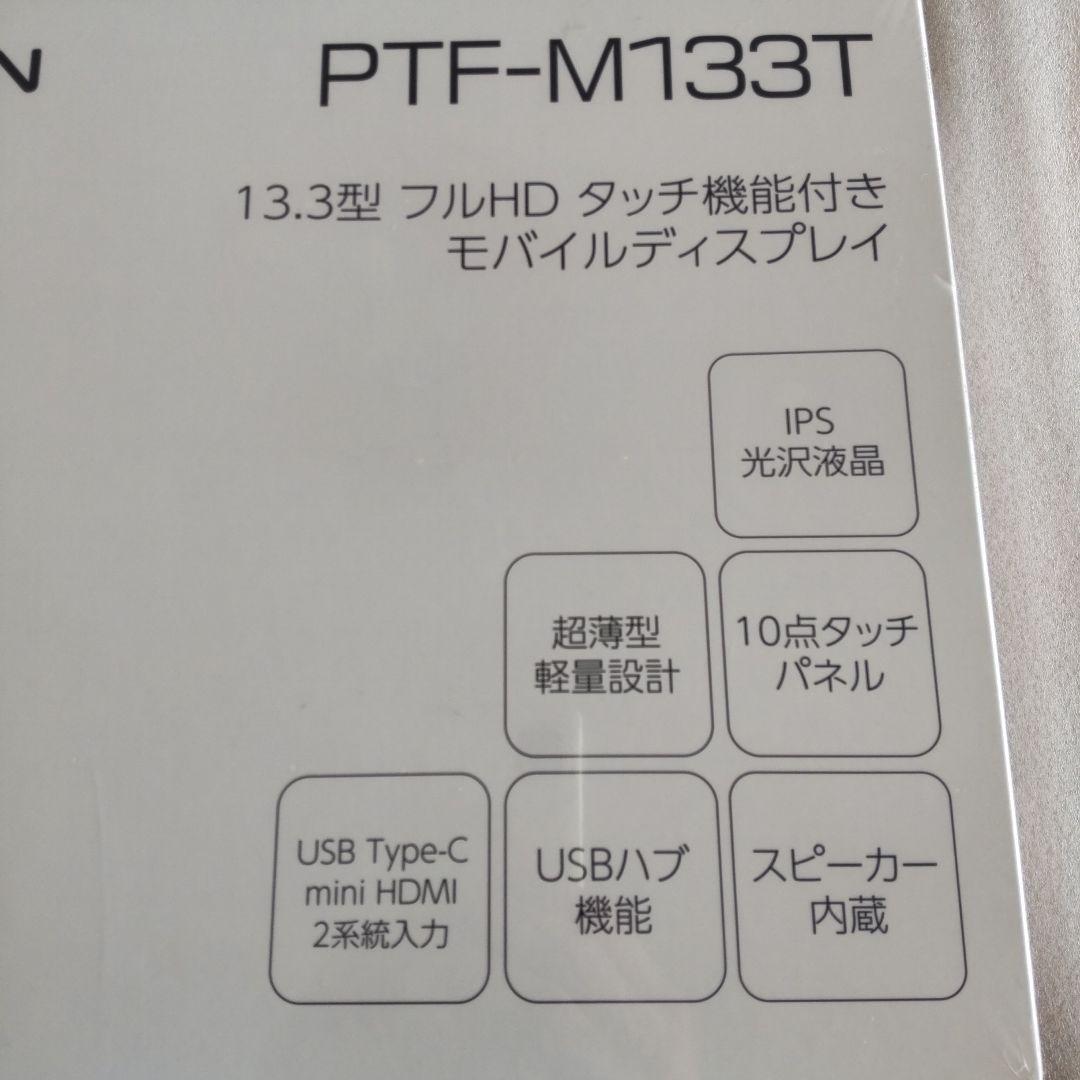 N
PTF-M133T
13.3型 フルHD タッチ機能付き
モバイルディスプレイ
IPS
光沢液晶
超薄型
軽量設計
10点タッチ
パネル
USB Type-C
mini HDMI
2系統入力
USBハブ
機能
スピーカー
内蔵